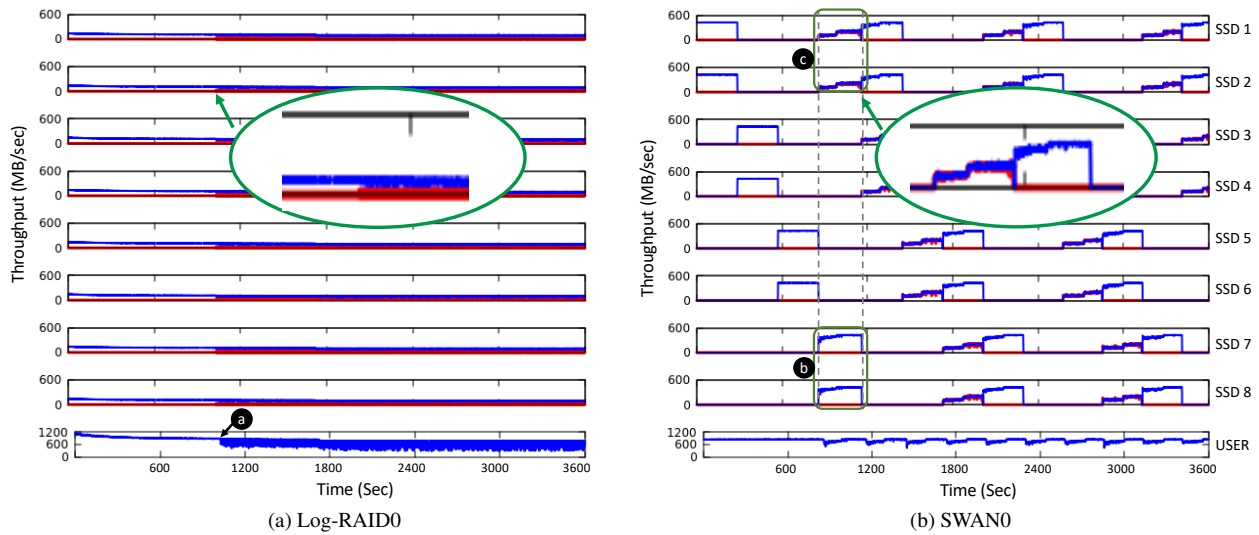 600
0
600
0
600
0
600
0
600
0
600
0
600
0
600
0
1200
600
0
Throughput (MB/sec)
a
600 1200 1800 2400 3000 3600
Time (Sec)
(a) Log-RAID0
600
0
SSD 1
c
600
0
SSD 2
600
0
SSD 3
600
0
SSD 4
600
0
SSD 5
600
0
SSD 6
600
0
SSD 7
b
600
0
SSD 8
1200
600
0
USER
Throughput (MB/sec)
600 1200 1800 2400 3000 3600
Time (Sec)
(b) SWAN0